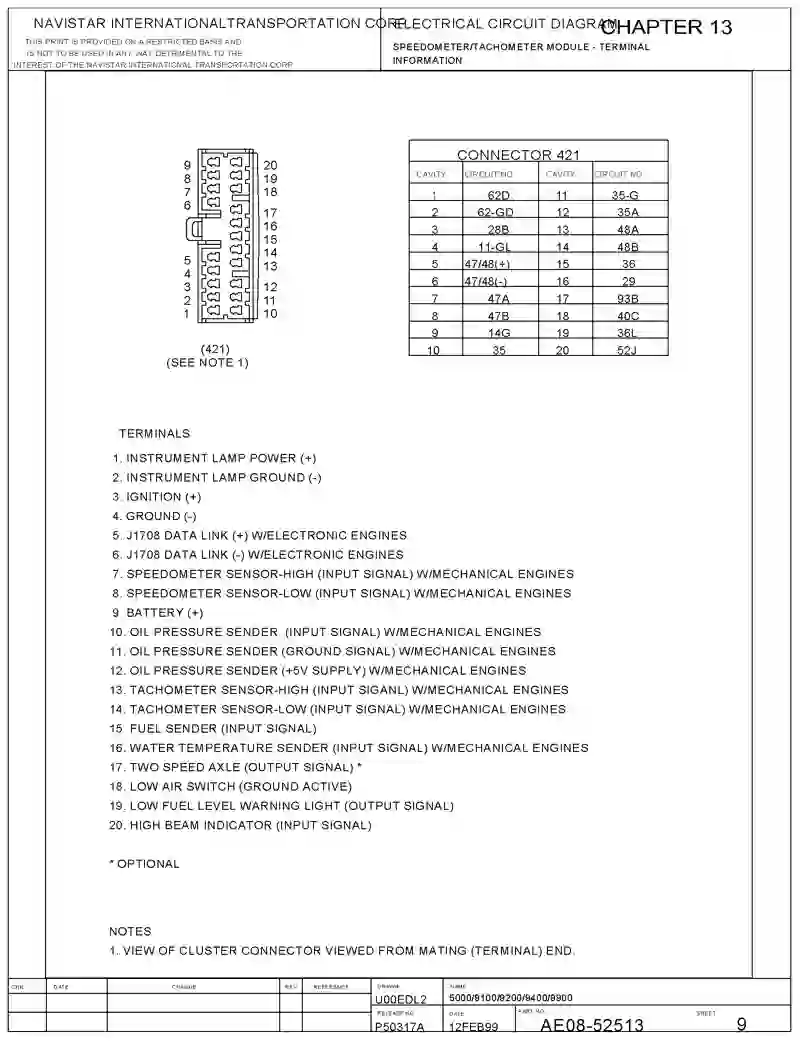 NAVISTAR INTERNATIONALTRANSPORTATION CORP.
THIS PRINT IS PROVIDED ON A RESTRICTED BASIS AND
IS NOT TO BE USED IN ANY WAY DETRIMENTAL TO THE
INTEREST OF THE NAVISTAR INTERNATIONAL TRANSPORTATION CORP
ELECTRICAL CIRCUIT DIAGRAM
CHAPTER 13
SPEEDOMETER/TACHOMETER MODULE - TERMINAL
INFORMATION
9 20
8 19
7 18
6
17
16
15
5 14
4 13
3 12
2 11
1 10
(421)
(SEE NOTE 1)
CONNECTOR 421
CAVITY CIRCUIT NO CAVITY CIRCUIT NO
1 62D 11 35-G
2 62-GD 12 35A
3 28B 13 48A
4 11-GL 14 48B
5 47/48(+) 15 36
6 47/48(-) 16 29
7 47A 17 93B
8 47B 18 40C
9 14G 19 36L
10 35 20 52J
TERMINALS
1. INSTRUMENT LAMP POWER (+)
2. INSTRUMENT LAMP GROUND (-)
3. IGNITION (+)
4. GROUND (-)
5. J1708 DATA LINK (+) W/ELECTRONIC ENGINES
6. J1708 DATA LINK (-) W/ELECTRONIC ENGINES
7. SPEEDOMETER SENSOR-HIGH (INPUT SIGNAL) W/MECHANICAL ENGINES
8. SPEEDOMETER SENSOR-LOW (INPUT SIGNAL) W/MECHANICAL ENGINES
9 BATTERY (+)
10. OIL PRESSURE SENDER (INPUT SIGNAL) W/MECHANICAL ENGINES
11. OIL PRESSURE SENDER (GROUND SIGNAL) W/MECHANICAL ENGINES
12. OIL PRESSURE SENDER (+5V SUPPLY) W/MECHANICAL ENGINES
13. TACHOMETER SENSOR-HIGH (INPUT SIGANL) W/MECHANICAL ENGINES
14. TACHOMETER SENSOR-LOW (INPUT SIGNAL) W/MECHANICAL ENGINES
15 FUEL SENDER (INPUT SIGNAL)
16. WATER TEMPERATURE SENDER (INPUT SIGNAL) W/MECHANICAL ENGINES
17. TWO SPEED AXLE (OUTPUT SIGNAL) *
18. LOW AIR SWITCH (GROUND ACTIVE)
19. LOW FUEL LEVEL WARNING LIGHT (OUTPUT SIGNAL)
20. HIGH BEAM INDICATOR (INPUT SIGNAL)
* OPTIONAL
NOTES
1. VIEW OF CLUSTER CONNECTOR VIEWED FROM MATING (TERMINAL) END.
CHK DATE CHANGE REV REFERENCE DRAWN NAME
U00EDL2 5000/9100/9200/9400/9900
RELEASE NO. DATE PART NO. SHEET
P50317A 12FEB99 AE08-52513 9